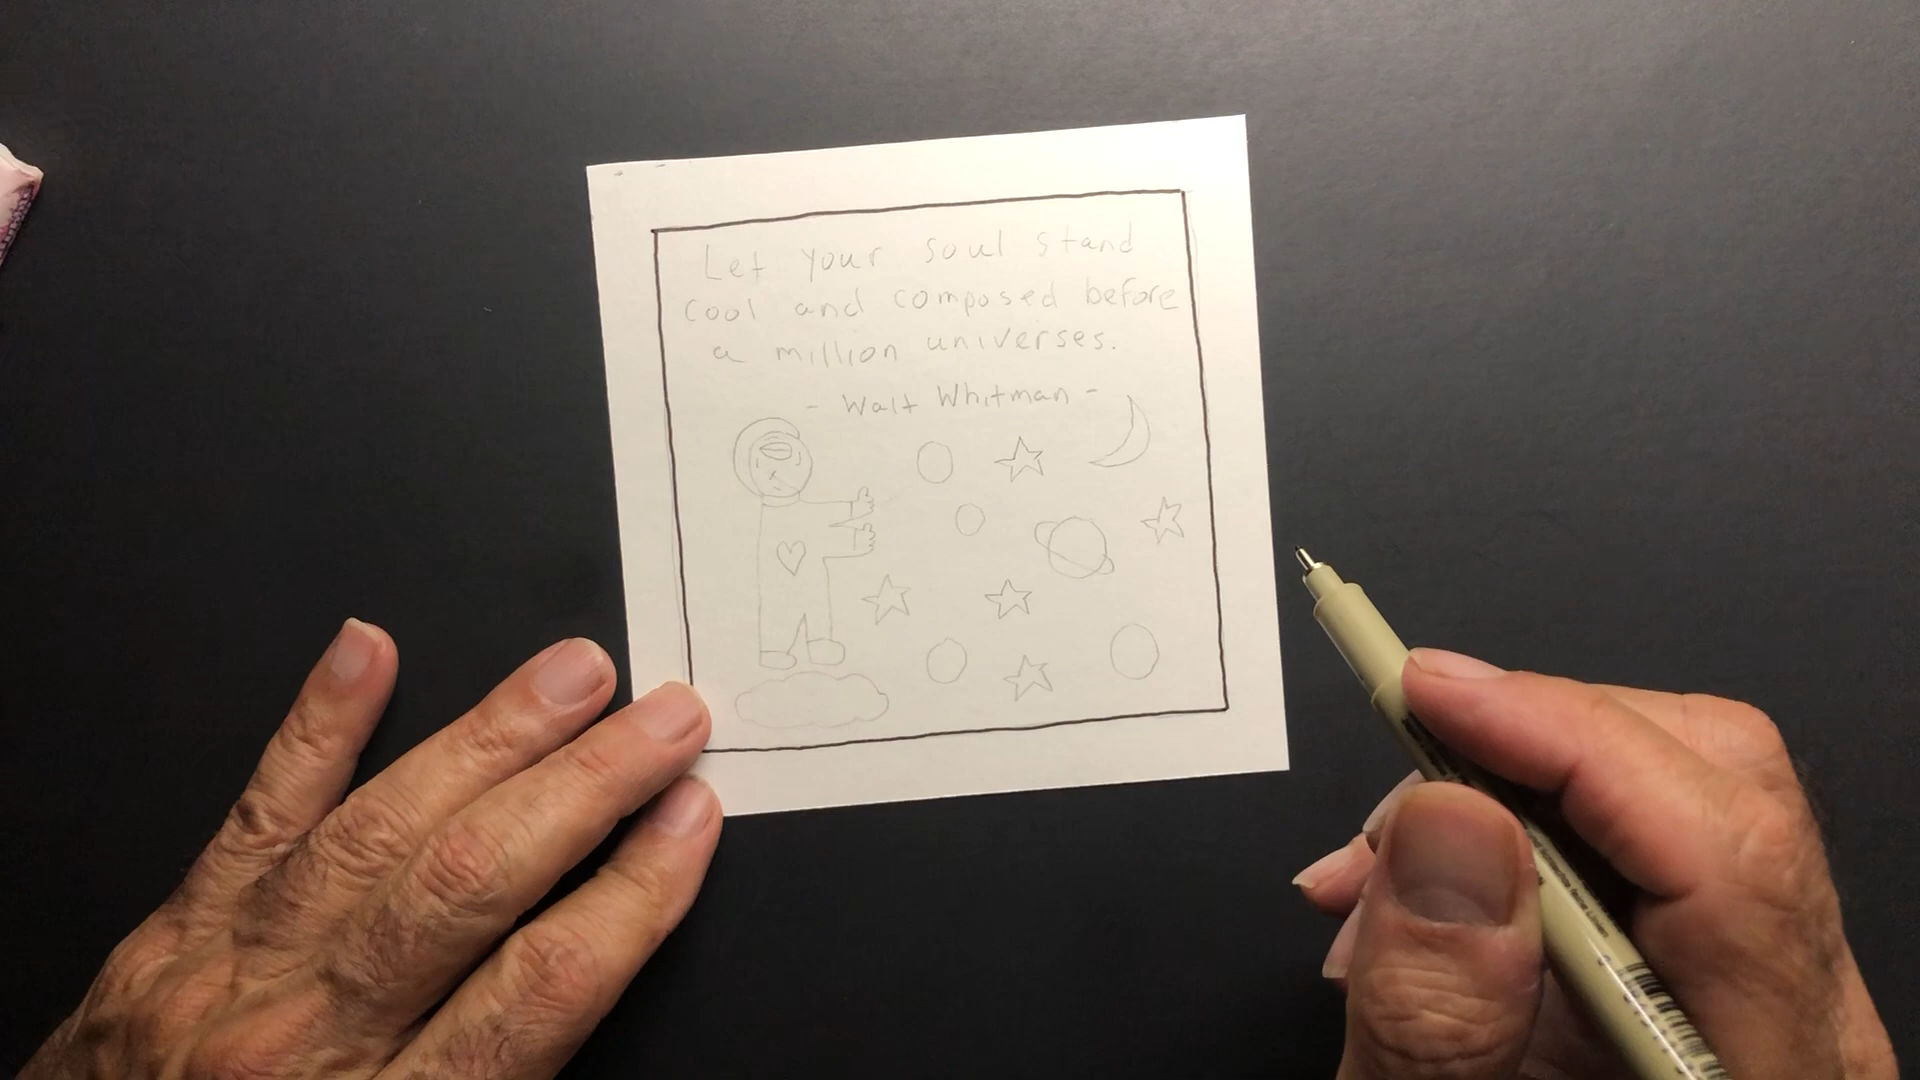 Let your soul stand
cool and composed before
a million universes.
- Walt Whitman -